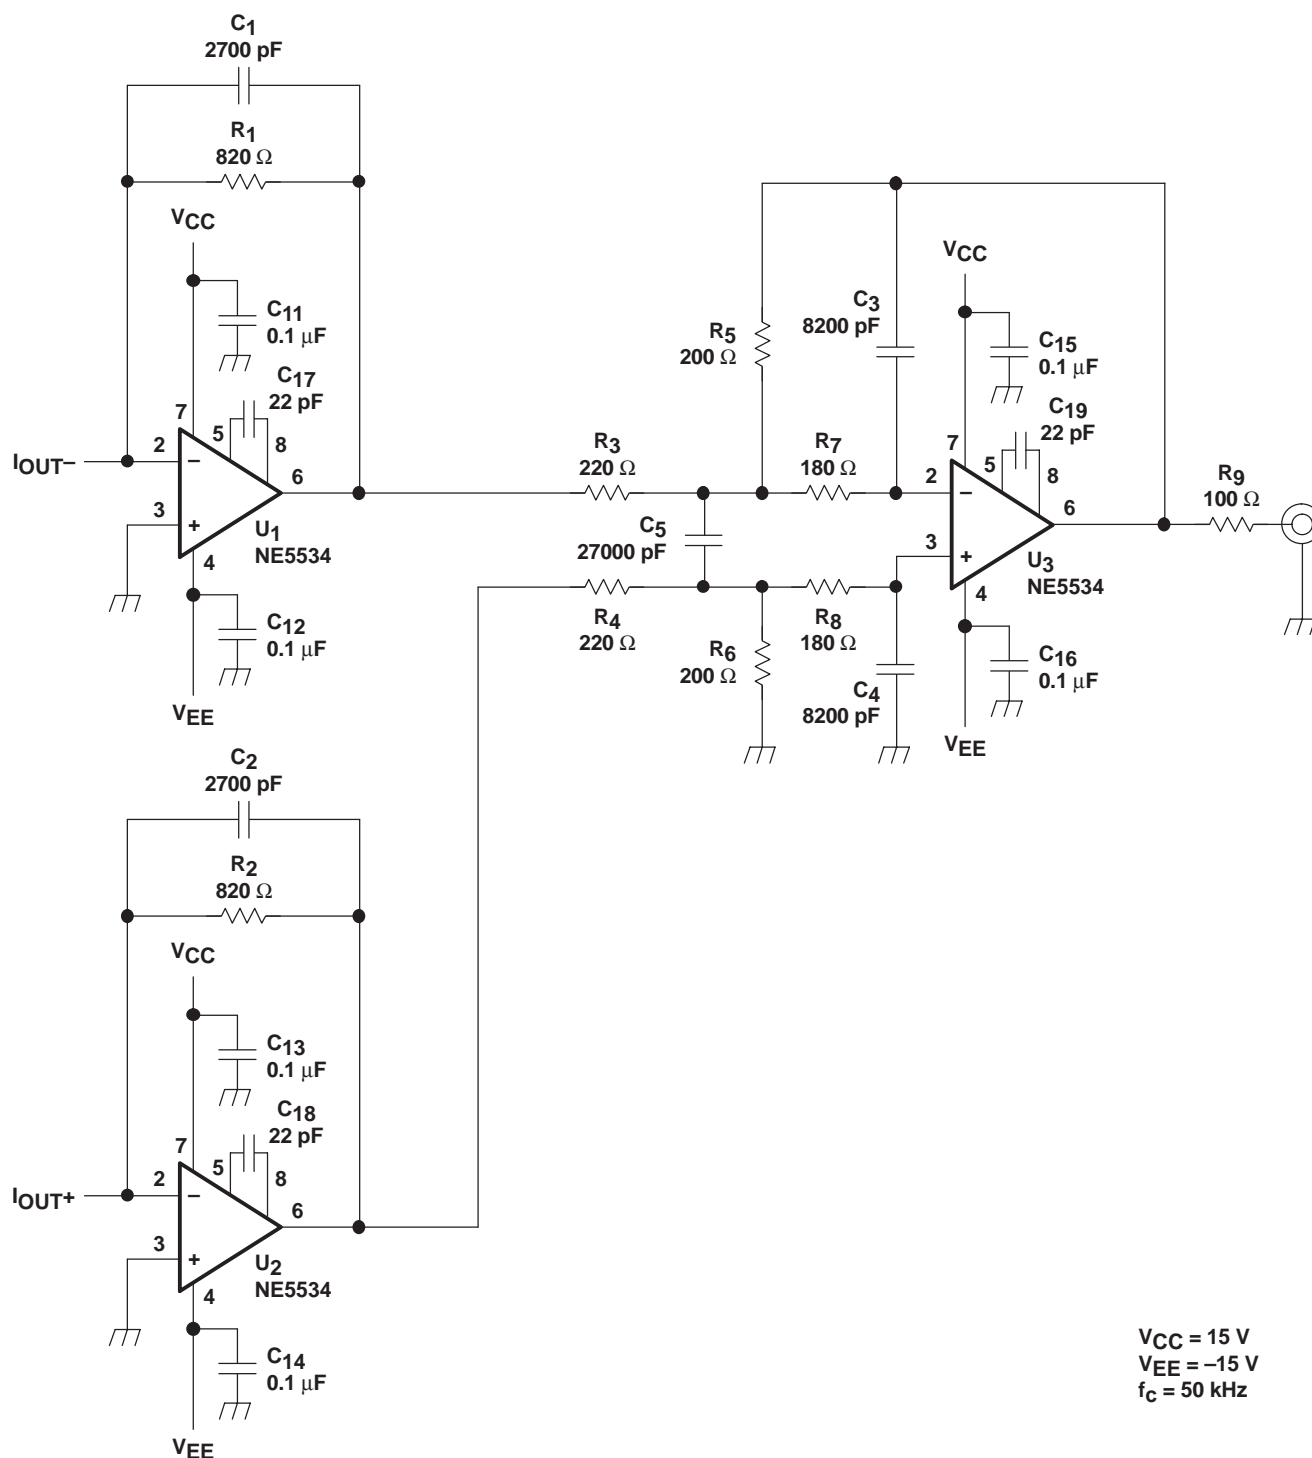 C1
2700 pF
R1
820 Ω
VCC
C11
0.1 μF
C17
22 pF
7
5
8
2
6
IOUT–
–
3
+
U1
NE5534
4
C12
0.1 μF
VEE
R3
220 Ω
C5
27000 pF
R4
220 Ω
R5
200 Ω
R7
180 Ω
C3
8200 pF
R6
200 Ω
R8
180 Ω
C4
8200 pF
VCC
C15
0.1 μF
C19
22 pF
7
5
8
2
6
–
3
+
U3
NE5534
4
C16
0.1 μF
VEE
R9
100 Ω
C2
2700 pF
R2
820 Ω
VCC
C13
0.1 μF
C18
22 pF
7
5
8
2
6
IOUT+
–
3
+
U2
NE5534
4
C14
0.1 μF
VEE
VCC = 15 V
VEE = –15 V
fC = 50 kHz